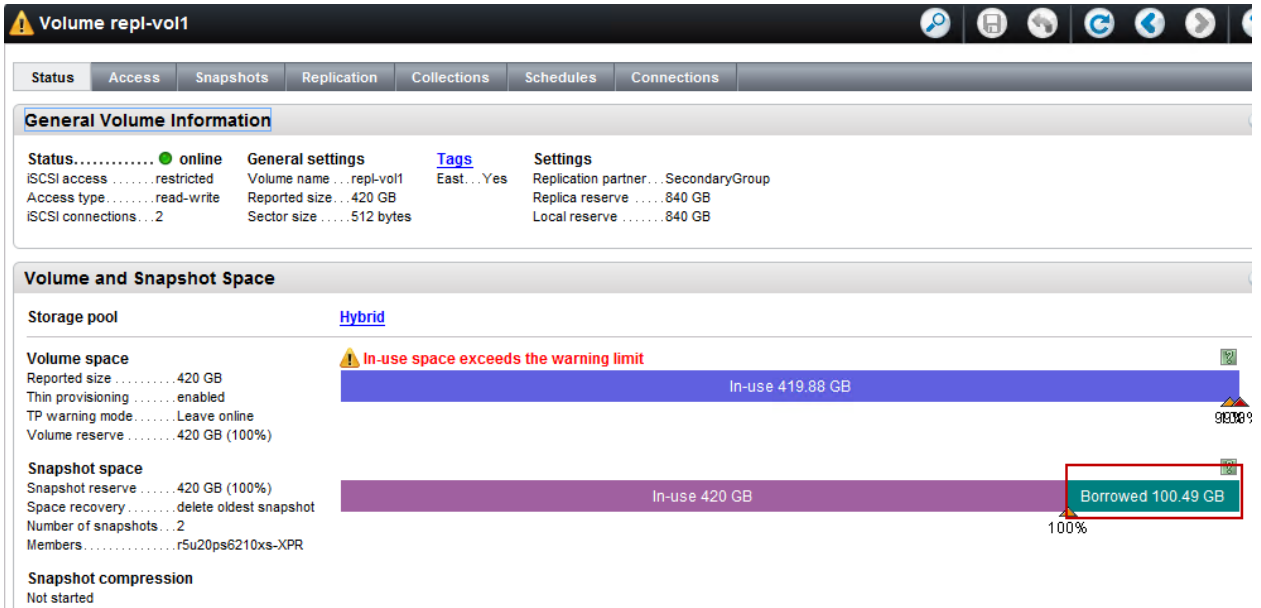 Volume repl-vol1
Status Access Snapshots Replication Collections Schedules Connections
General Volume Information
Status............. online
iSCSI access .......restricted
Access type........read-write
iSCSI connections...2
General settings
Volume name ...repl-vol1
Reported size...420 GB
Sector size .....512 bytes
Tags
East...Yes
Settings
Replication partner...SecondaryGroup
Replica reserve .....840 GB
Local reserve .......840 GB
Volume and Snapshot Space
Storage pool Hybrid
Volume space
Reported size ..........420 GB
Thin provisioning .......enabled
TP warning mode.......Leave online
Volume reserve ........420 GB (100%)
In-use space exceeds the warning limit
In-use 419.88 GB
Snapshot space
Snapshot reserve ......420 GB (100%)
Space recovery........delete oldest snapshot
Number of snapshots...2
Members...............r5u20ps6210xs-XPR
In-use 420 GB
Borrowed 100.49 GB
100%
Snapshot compression
Not started